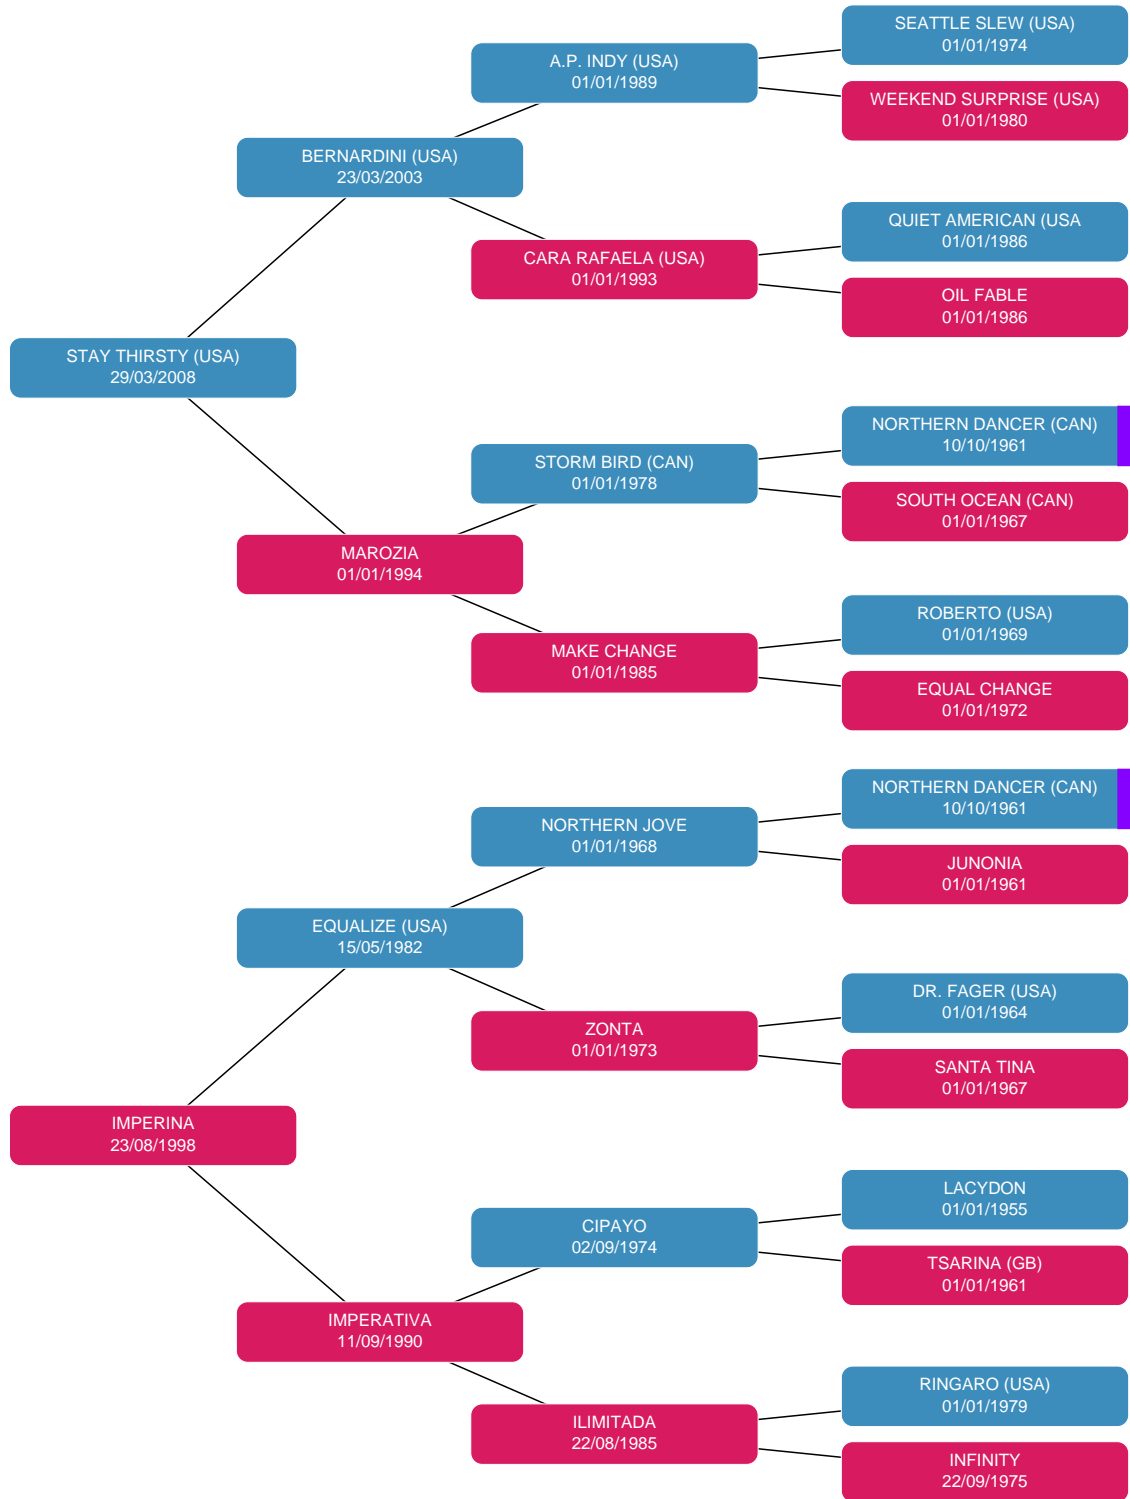 SEATTLE SLEW (USA)
01/01/1974
A.P. INDY (USA)
01/01/1989
WEEKEND SURPRISE (USA)
01/01/1980
BERNARDINI (USA)
23/03/2003
QUIET AMERICAN (USA
01/01/1986
CARA RAFAELA (USA)
01/01/1993
OIL FABLE
01/01/1986
STAY THIRSTY (USA)
29/03/2008
NORTHERN DANCER (CAN)
10/10/1961
STORM BIRD (CAN)
01/01/1978
SOUTH OCEAN (CAN)
01/01/1967
MAROZIA
01/01/1994
ROBERTO (USA)
01/01/1969
MAKE CHANGE
01/01/1985
EQUAL CHANGE
01/01/1972
NORTHERN DANCER (CAN)
10/10/1961
NORTHERN JOVE
01/01/1968
JUNONIA
01/01/1961
EQUALIZE (USA)
15/05/1982
DR. FAGER (USA)
01/01/1964
ZONTA
01/01/1973
SANTA TINA
01/01/1967
IMPERINA
23/08/1998
LACYDON
01/01/1955
CIPAYO
02/09/1974
TSARINA (GB)
01/01/1961
IMPERATIVA
11/09/1990
RINGARO (USA)
01/01/1979
ILIMITADA
22/08/1985
INFINITY
22/09/1975